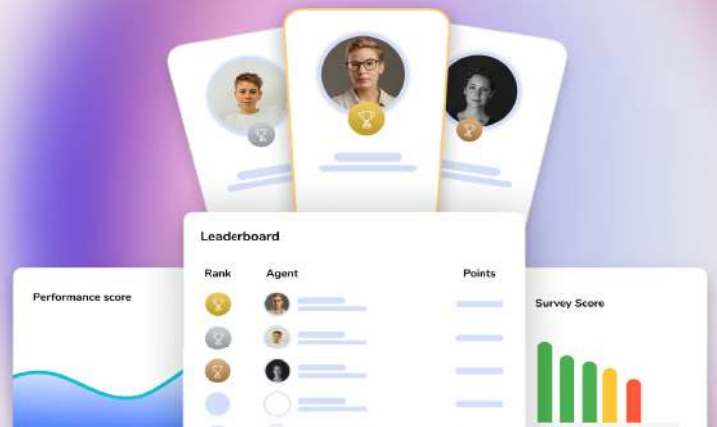 Leaderboard
Rank Agent Points
Performance score
Survey Score